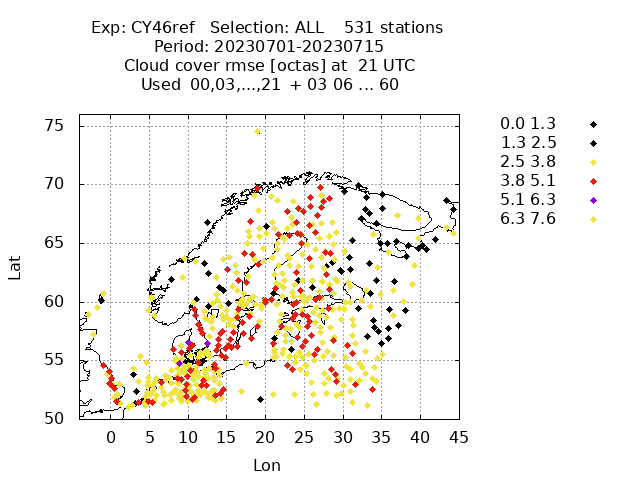 Exp: CY46ref   Selection: ALL    531 stations
Period: 20230701-20230715
Cloud cover rmse [octas] at  21 UTC
Used  00,03,...,21  + 03 06 ... 60
75
70
65
60
55
50
Lat
0 5 10 15 20 25 30 35 40 45
Lon
0.0 1.3
1.3 2.5
2.5 3.8
3.8 5.1
5.1 6.3
6.3 7.6